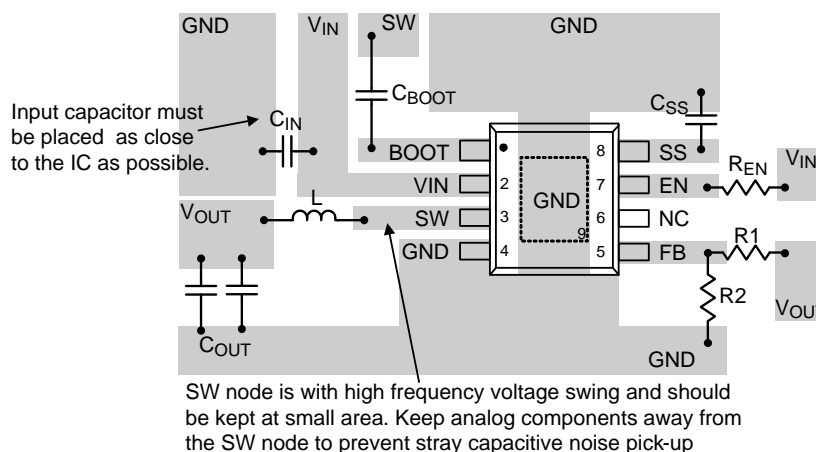 GND
VIN
SW
GND
CBOOT
CSS
Input capacitor must
be placed as close
to the IC as possible.
CIN
BOOT
8
SS
REN
VIN
VIN
2
GND
7
EN
VOUT
L
SW
3
6
NC
9
GND
4
5
FB
R1
R2
VOUT
COUT
GND
SW node is with high frequency voltage swing and should
be kept at small area. Keep analog components away from
the SW node to prevent stray capacitive noise pick-up